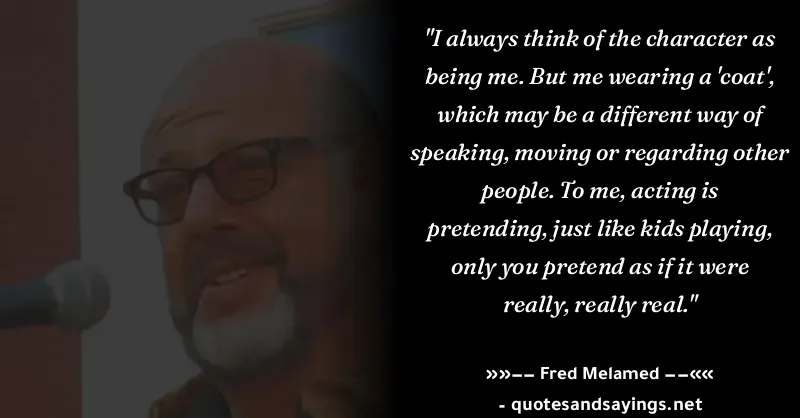 "I always think of the character as
being me. But me wearing a 'coat',
which may be a different way of
speaking, moving or regarding other
people. To me, acting is
pretending, just like kids playing,
only you pretend as if it were
really, really real."
»»−− Fred Melamed −−««
- quotesandsayings.net